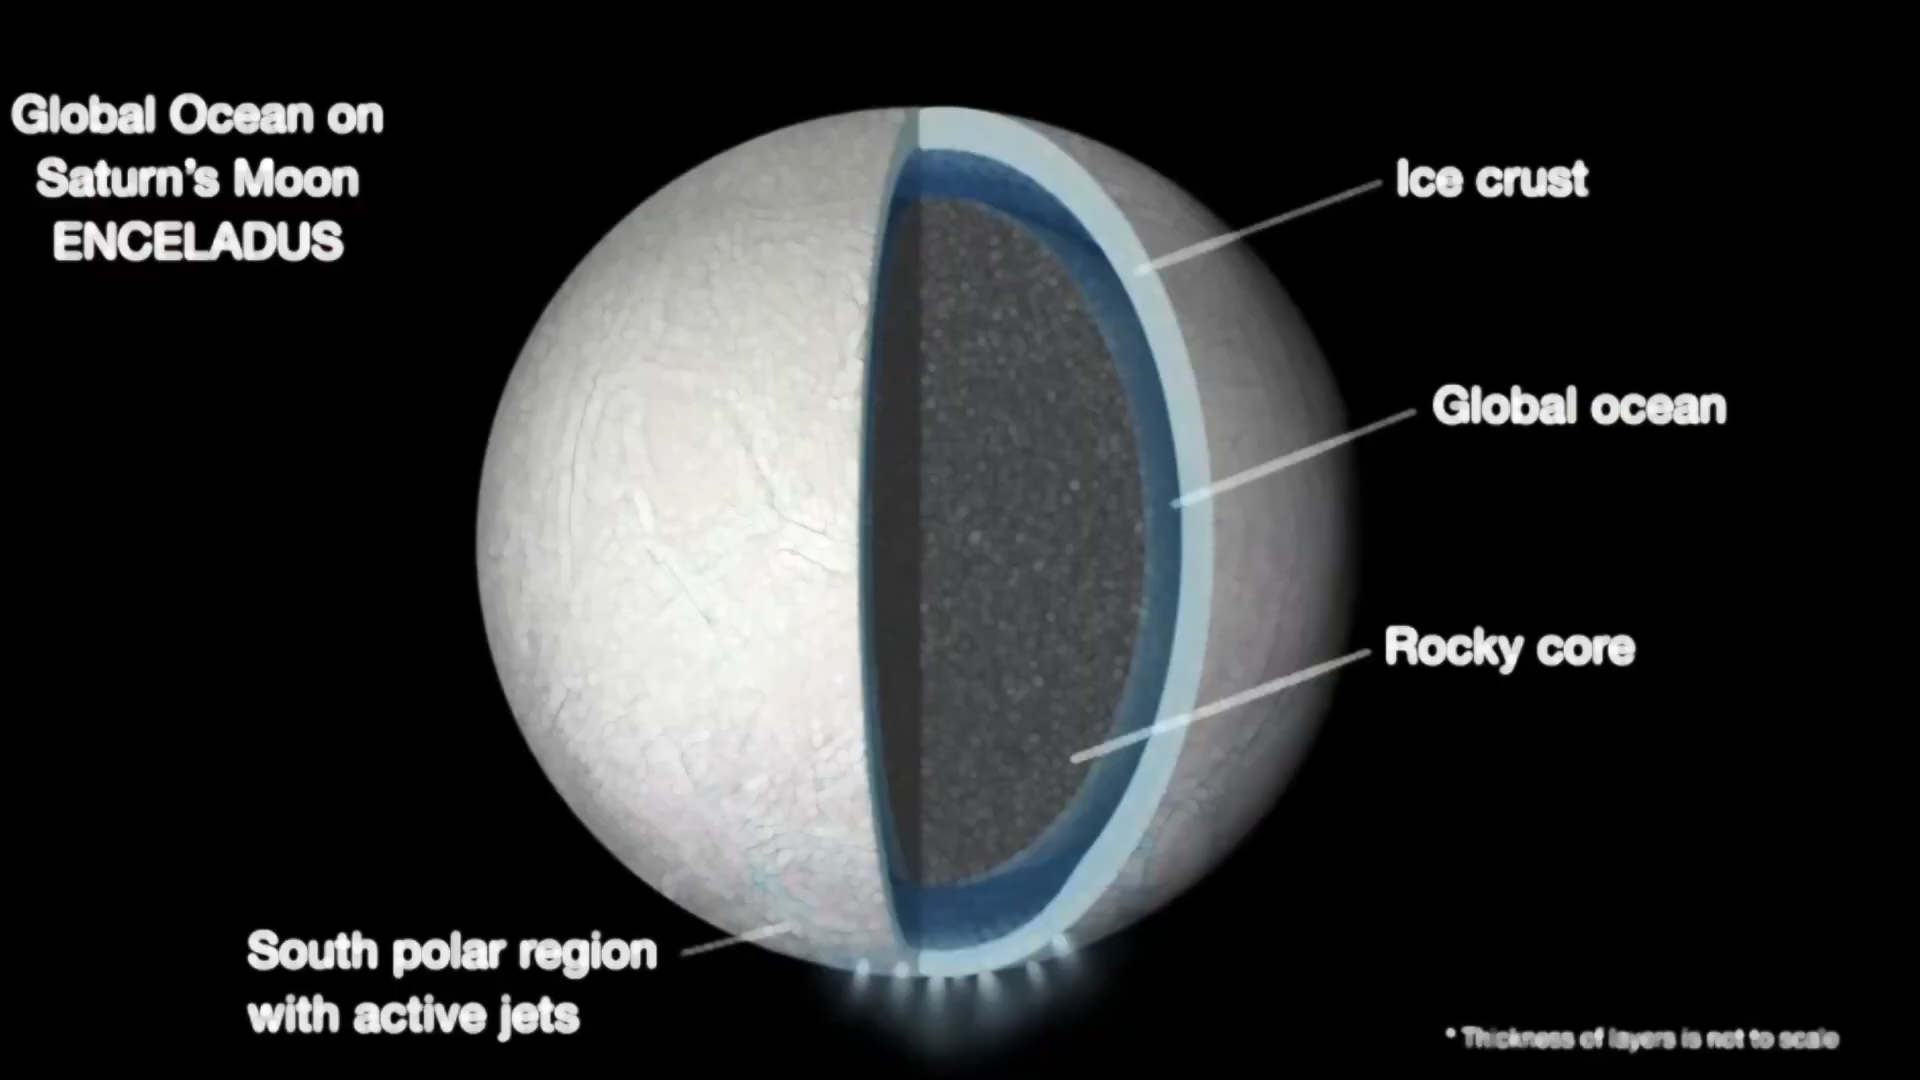 Global Ocean on
Saturn's Moon
ENCELADUS
Ice crust
Global ocean
Rocky core
South polar region
with active jets
* Thickness of layers is not to scale